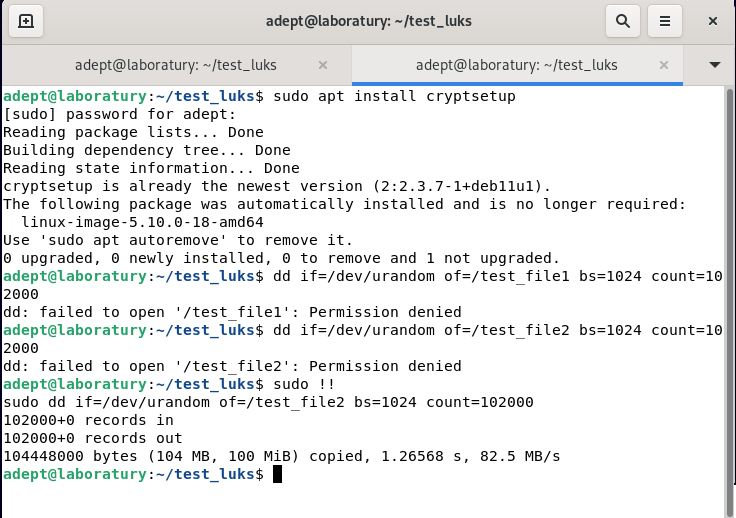 adept@laboratury: ~/test_luks
adept@laboratury: ~/test_luks
adept@laboratury: ~/test_luks
adept@laboratury:~/test_luks$ sudo apt install cryptsetup
[sudo] password for adept:
Reading package lists... Done
Building dependency tree... Done
Reading state information... Done
cryptsetup is already the newest version (2:2.3.7-1+deb11u1).
The following package was automatically installed and is no longer required:
  linux-image-5.10.0-18-amd64
Use 'sudo apt autoremove' to remove it.
0 upgraded, 0 newly installed, 0 to remove and 1 not upgraded.
adept@laboratury:~/test_luks$ dd if=/dev/urandom of=/test_file1 bs=1024 count=10
2000
dd: failed to open '/test_file1': Permission denied
adept@laboratury:~/test_luks$ dd if=/dev/urandom of=/test_file2 bs=1024 count=10
2000
dd: failed to open '/test_file2': Permission denied
adept@laboratury:~/test_luks$ sudo !!
sudo dd if=/dev/urandom of=/test_file2 bs=1024 count=102000
102000+0 records in
102000+0 records out
104448000 bytes (104 MB, 100 MiB) copied, 1.26568 s, 82.5 MB/s
adept@laboratury:~/test_luks$